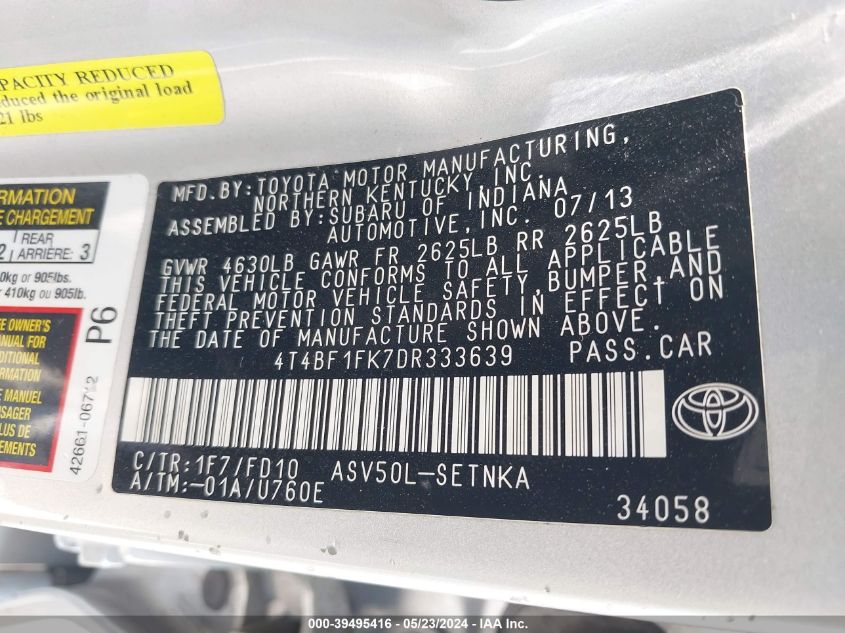 PACITY REDUCED
duced the original load
21 lbs
RMATION
E CHARGEMENT
REAR
2 ARRIÈRE: 3
0kg or 905lbs.
r 410kg ou 905lb.
E OWNER'S
ANUAL FOR
DITIONAL
RMATION
E MANUEL
SAGER
LUS DE
EMENTS
P6
42661-06712
MFD.BY:TOYOTA MOTOR MANUFACTURING,
NORTHERN KENTUCKY, INC.
ASSEMBLED BY:SUBARU OF INDIANA
AUTOMOTIVE,INC. 07/13
GVWR 4630LB GAWR FR 2625LB RR 2625LB
THIS VEHICLE CONFORMS TO ALL APPLICABLE
FEDERAL MOTOR VEHICLE SAFETY,BUMPER,AND
THEFT PREVENTION STANDARDS IN EFFECT ON
THE DATE OF MANUFACTURE SHOWN ABOVE.
4T4BF1FK7DR333639 PASS.CAR
C/TR:1F7/FD10 ASV50L-SETNKA
A/TM:-01A/U760E
34058
000-39495416 - 05/23/2024 - IAA Inc.